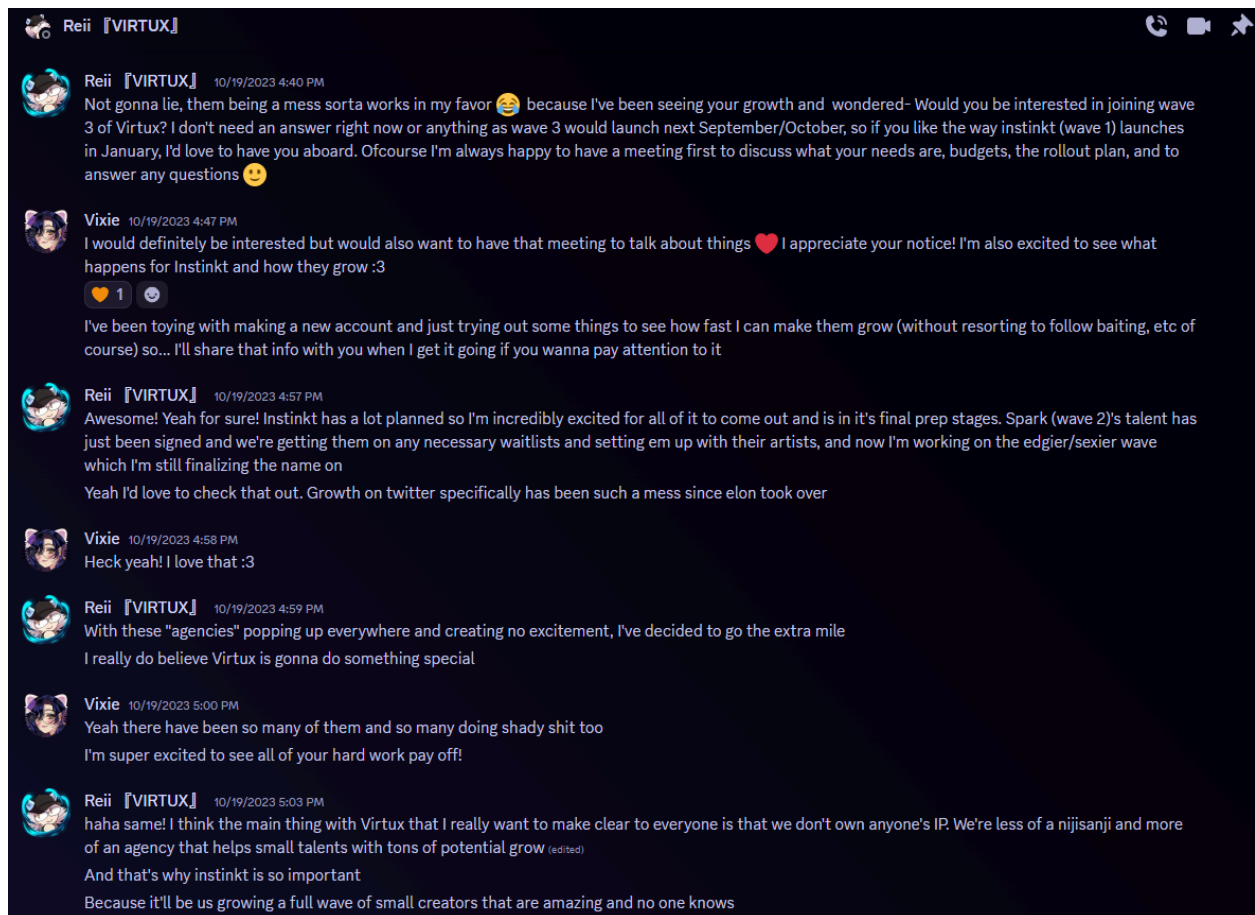 Reii 『VIRTUX』
Reii 『VIRTUX』 10/19/2023 4:40 PM
Not gonna lie, them being a mess sorta works in my favor 😂 because I've been seeing your growth and wondered- Would you be interested in joining wave
3 of Virtux? I don't need an answer right now or anything as wave 3 would launch next September/October, so if you like the way instinkt (wave 1) launches
in January, I'd love to have you aboard. Ofcourse I'm always happy to have a meeting first to discuss what your needs are, budgets, the rollout plan, and to
answer any questions 🙂
Vixie 10/19/2023 4:47 PM
I would definitely be interested but would also want to have that meeting to talk about things ❤️ I appreciate your notice! I'm also excited to see what
happens for Instinkt and how they grow :3
🧡 1
I've been toying with making a new account and just trying out some things to see how fast I can make them grow (without resorting to follow baiting, etc of
course) so... I'll share that info with you when I get it going if you wanna pay attention to it
Reii 『VIRTUX』 10/19/2023 4:57 PM
Awesome! Yeah for sure! Instinkt has a lot planned so I'm incredibly excited for all of it to come out and is in it's final prep stages. Spark (wave 2)'s talent has
just been signed and we're getting them on any necessary waitlists and setting em up with their artists, and now I'm working on the edgier/sexier wave
which I'm still finalizing the name on
Yeah I'd love to check that out. Growth on twitter specifically has been such a mess since elon took over
Vixie 10/19/2023 4:58 PM
Heck yeah! I love that :3
Reii 『VIRTUX』 10/19/2023 4:59 PM
With these "agencies" popping up everywhere and creating no excitement, I've decided to go the extra mile
I really do believe Virtux is gonna do something special
Vixie 10/19/2023 5:00 PM
Yeah there have been so many of them and so many doing shady shit too
I'm super excited to see all of your hard work pay off!
Reii 『VIRTUX』 10/19/2023 5:03 PM
haha same! I think the main thing with Virtux that I really want to make clear to everyone is that we don't own anyone's IP. We're less of a nijisanji and more
of an agency that helps small talents with tons of potential grow (edited)
And that's why instinkt is so important
Because it'll be us growing a full wave of small creators that are amazing and no one knows